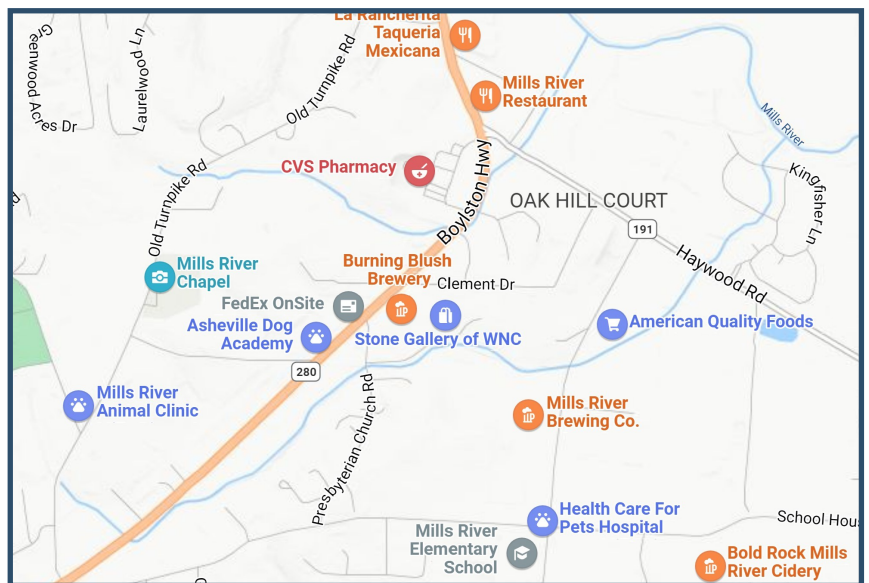 La Rancherita
Taqueria
Mexicana
Greenwood Acres Dr
Laurelwood Ln
Old Turnpike Rd
Mills River
Restaurant
Mills River
CVS Pharmacy
Boylston Hwy
OAK HILL COURT
Kingfisher Ln
Old Turnpike Rd
191
Haywood Rd
Mills River
Chapel
Burning Blush
Brewery
Clement Dr
FedEx OnSite
Asheville Dog
Academy
Stone Gallery of WNC
American Quality Foods
280
Mills River
Animal Clinic
Presbyterian Church Rd
Mills River
Brewing Co.
Health Care For
Pets Hospital
School Hou
Mills River
Elementary
School
Bold Rock Mills
River Cidery